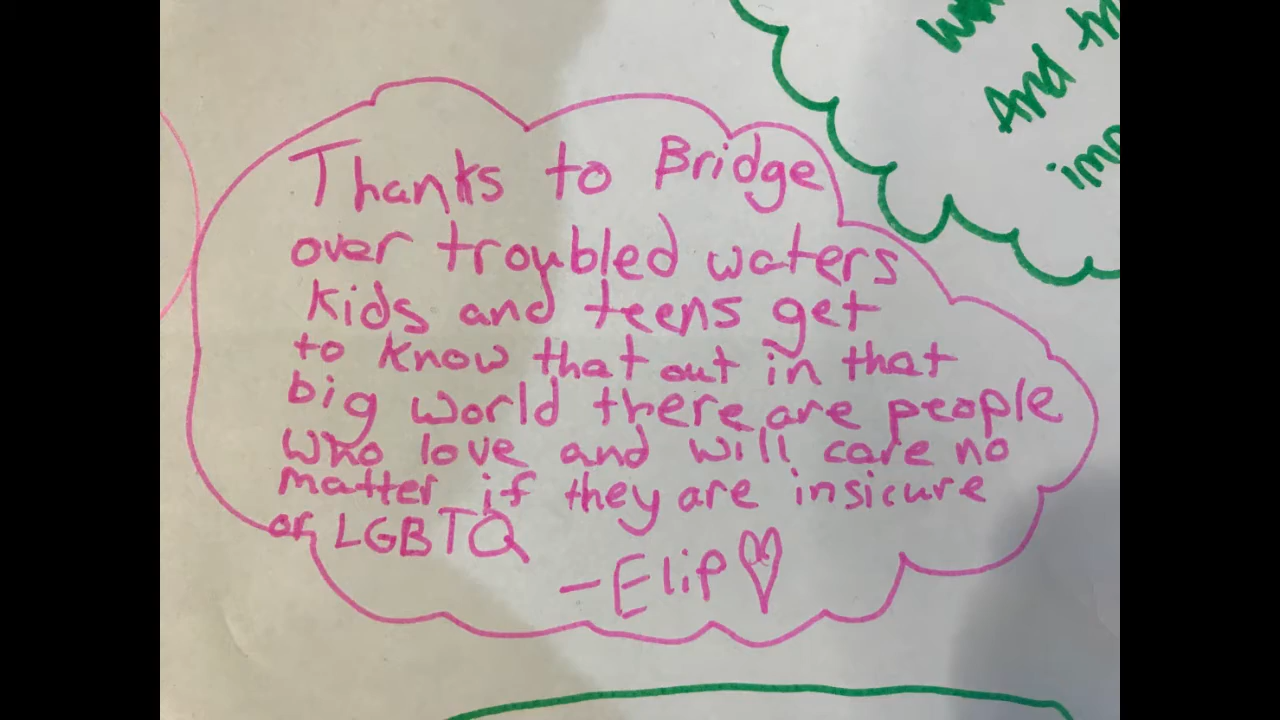 Thanks to Bridge
over troubled waters
kids and teens get
to know that out in that
big world there are people
who love and will care no
matter if they are insicure
or LGBTQ
-Elip
And